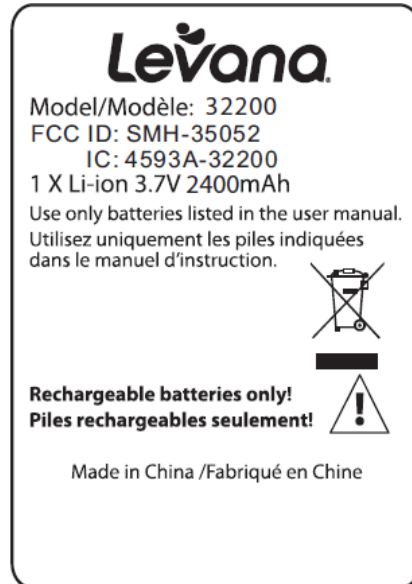 Levana
Model/Modèle: 32200
FCC ID: SMH-35052
IC: 4593A-32200
1 X Li-ion 3.7V 2400mAh
Use only batteries listed in the user manual.
Utilisez uniquement les piles indiquées
dans le manuel d'instruction.
Rechargeable batteries only!
Piles rechargeables seulement!
Made in China /Fabriqué en Chine